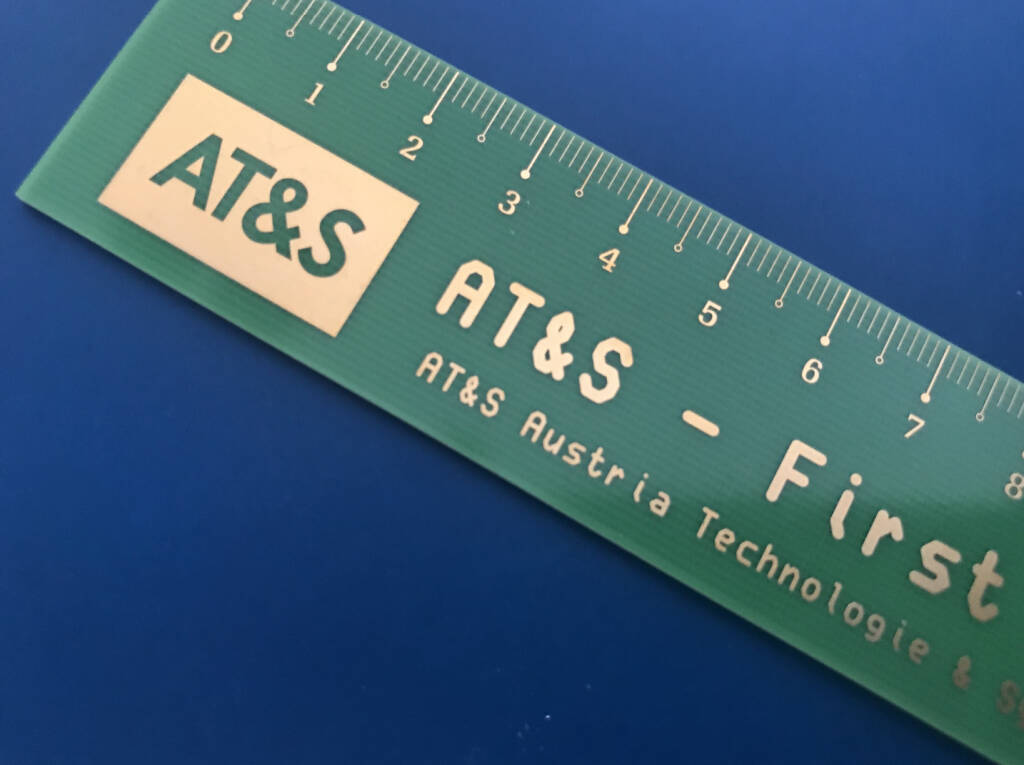 0 1 2 3 4 5 6 7 8
AT&S
AT&S - First
AT&S Austria Technologie &